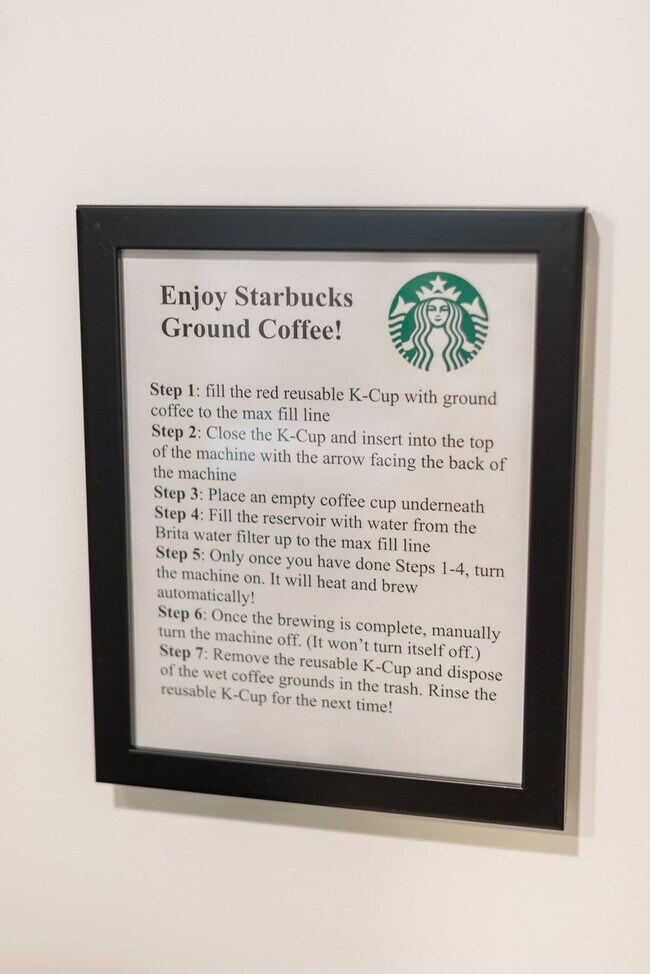 Enjoy Starbucks
Ground Coffee!
Step 1: fill the red reusable K-Cup with ground
coffee to the max fill line
Step 2: Close the K-Cup and insert into the top
of the machine with the arrow facing the back of
the machine
Step 3: Place an empty coffee cup underneath
Step 4: Fill the reservoir with water from the
Brita water filter up to the max fill line
Step 5: Only once you have done Steps 1-4, turn
the machine on. It will heat and brew
automatically!
Step 6: Once the brewing is complete, manually
turn the machine off. (It won’t turn itself off.)
Step 7: Remove the reusable K-Cup and dispose
of the wet coffee grounds in the trash. Rinse the
reusable K-Cup for the next time!